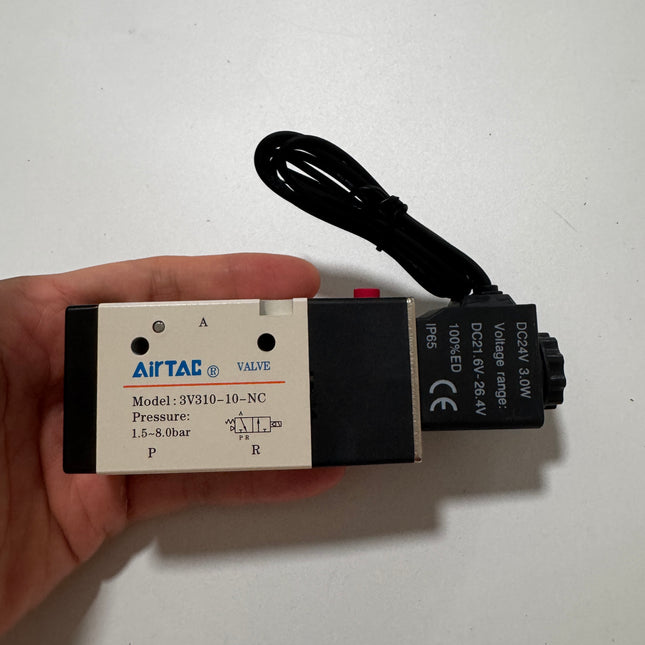 A
AirTAC ® VALVE
Model: 3V310-10-NC
Pressure:
1.5~8.0bar
A
P R
P R
DC24V 3.0W
Voltage range:
DC21.6V-26.4V
100%ED
IP65
CE